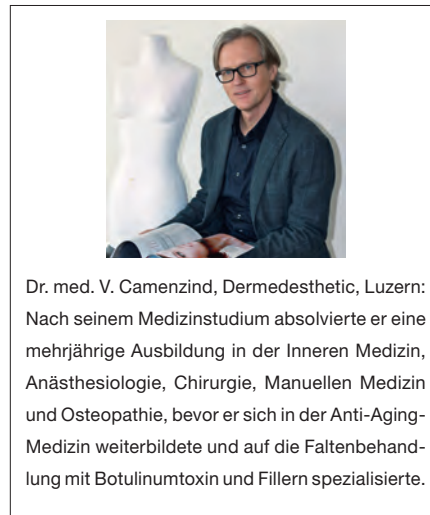 Dr. med. V. Camenzind, Dermedesthetic, Luzern:
Nach seinem Medizinstudium absolvierte er eine
mehrjährige Ausbildung in der Inneren Medizin,
Anästhesiologie, Chirurgie, Manuellen Medizin
und Osteopathie, bevor er sich in der Anti-Aging-
Medizin weiterbildete und auf die Faltenbehand-
lung mit Botulinumtoxin und Fillern spezialisierte.